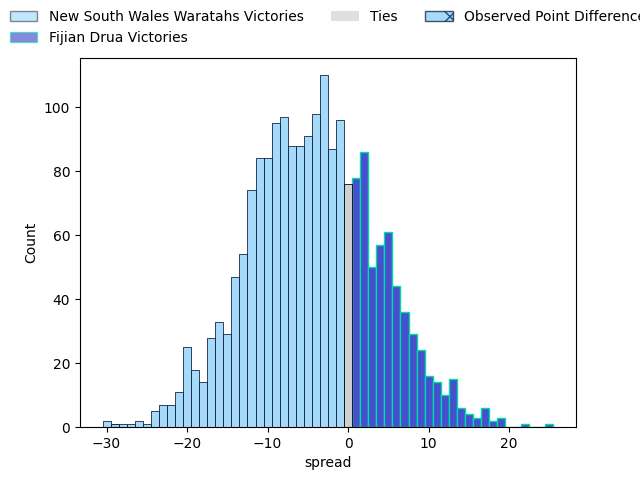 New South Wales Waratahs Victories
Ties
Observed Point Difference
Fijian Drua Victories
100
80
60
40
20
0
Count
−30
−20
−10
0
10
20
spread